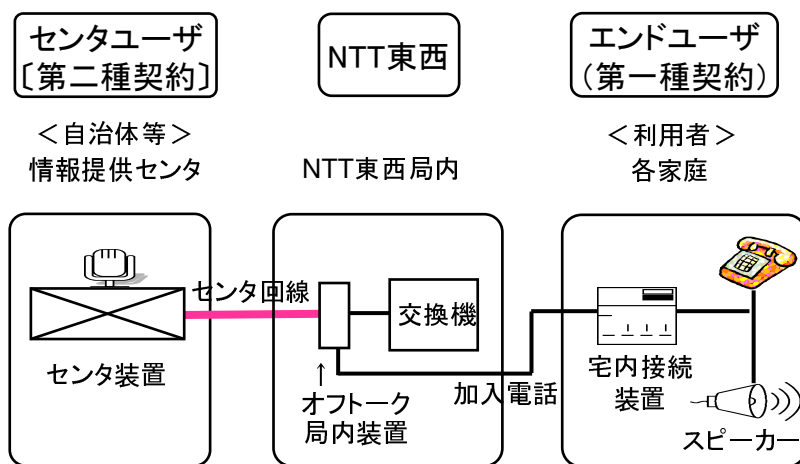 センタユーザ
〔第二種契約〕
NTT東西
エンドユーザ
(第一種契約)
＜自治体等＞
情報提供センタ
NTT東西局内
＜利用者＞
各家庭
センタ回線
交換機
センタ装置
↑
オフトーク
局内装置
加入電話
宅内接続
装置
スピーカー